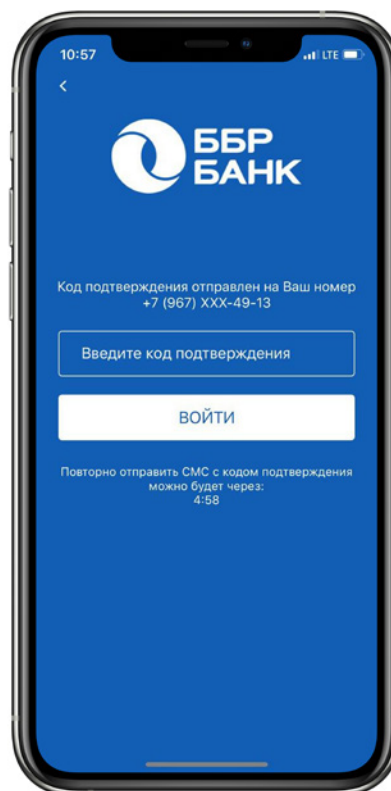 10:57
LTE
ББР
БАНК
Код подтверждения отправлен на Ваш номер
+7 (967) XXX-49-13
Введите код подтверждения
ВОЙТИ
Повторно отправить СМС с кодом подтверждения
можно будет через:
4:58